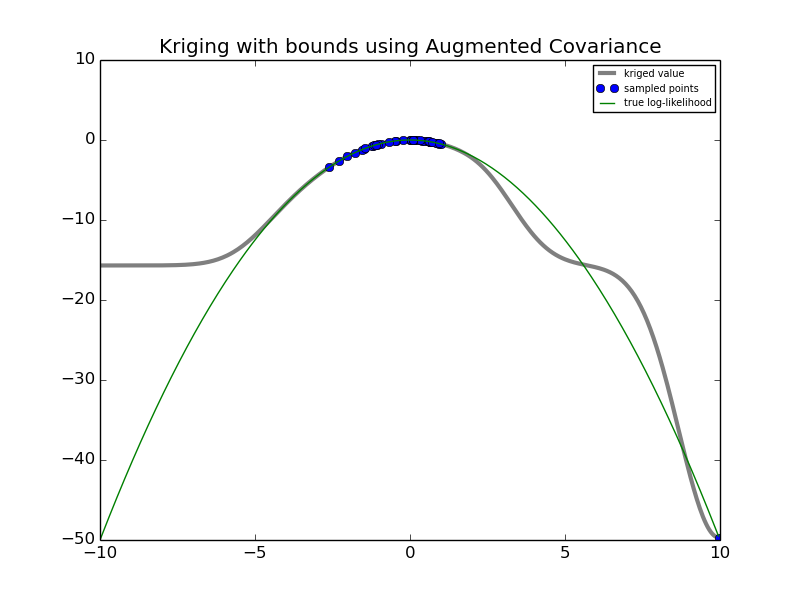 Kriging with bounds using Augmented Covariance
kriged value
sampled points
true log-likelihood
10
0
−10
−20
−30
−40
−50
−10 −5 0 5 10